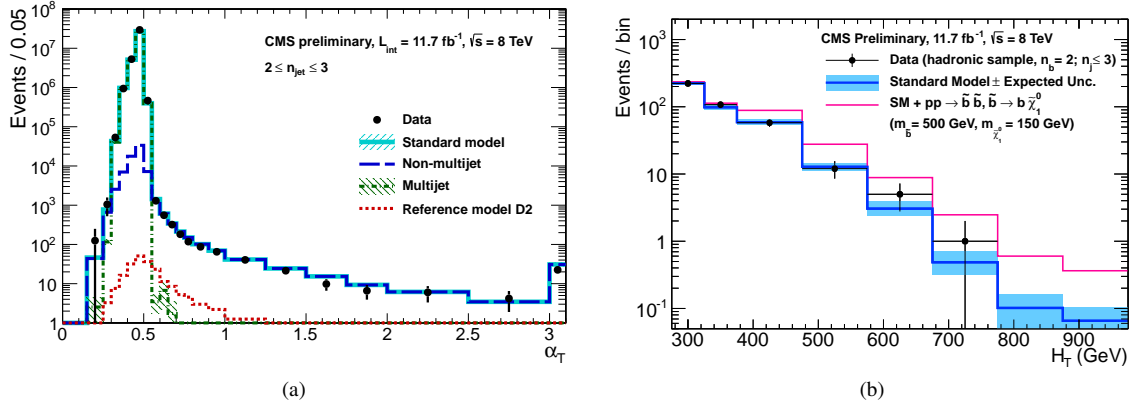 Events / 0.05
10⁸
10⁷
10⁶
10⁵
10⁴
10³
10²
10
1
CMS preliminary, L_int = 11.7 fb⁻¹, √s = 8 TeV
2 ≤ n_jet ≤ 3
Data
Standard model
Non-multijet
Multijet
Reference model D2
0 0.5 1 1.5 2 2.5 3
α_T
(a)
Events / bin
10³
10²
10
1
10⁻¹
CMS Preliminary, 11.7 fb⁻¹, √s = 8 TeV
Data (hadronic sample, n_b = 2; n_j ≤ 3)
Standard Model ± Expected Unc.
SM + pp → b̃ b̃, b̃ → b χ̃⁰₁
(m_b̃ = 500 GeV, m_χ̃⁰₁ = 150 GeV)
300 400 500 600 700 800 900
H_T (GeV)
(b)